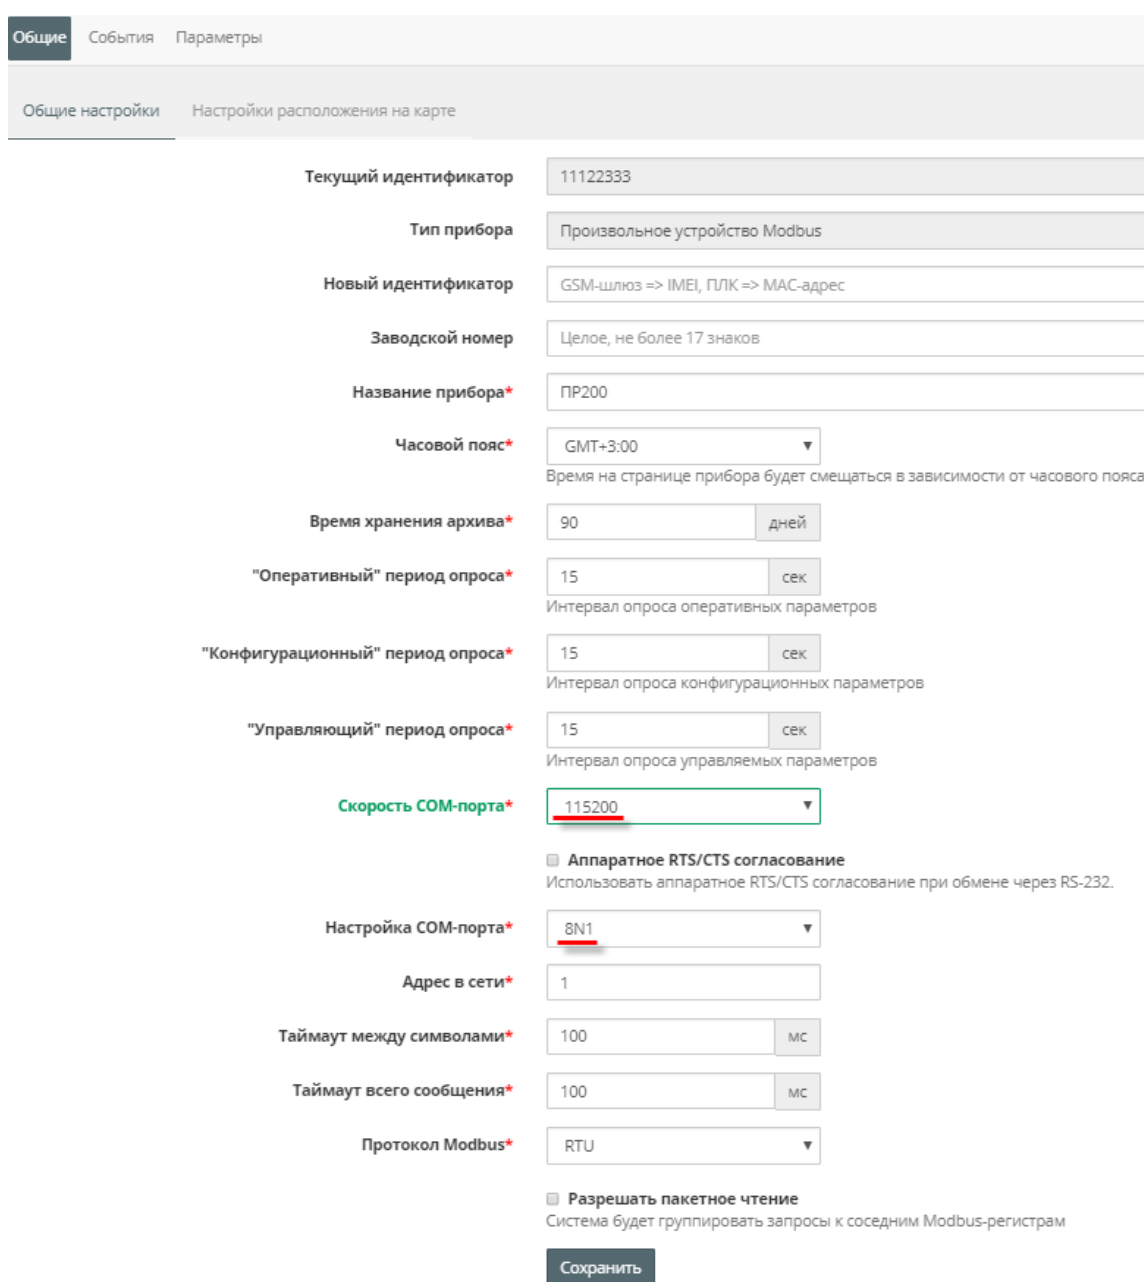 Общие События Параметры
Общие настройки Настройки расположения на карте
Текущий идентификатор 11122333
Тип прибора Произвольное устройство Modbus
Новый идентификатор GSM-шлюз => IMEI, ПЛК => MAC-адрес
Заводской номер Целое, не более 17 знаков
Название прибора* ПР200
Часовой пояс* GMT+3:00
Время на странице прибора будет смещаться в зависимости от часового пояса
Время хранения архива* 90 дней
"Оперативный" период опроса* 15 сек
Интервал опроса оперативных параметров
"Конфигурационный" период опроса* 15 сек
Интервал опроса конфигурационных параметров
"Управляющий" период опроса* 15 сек
Интервал опроса управляемых параметров
Скорость COM-порта* 115200
Аппаратное RTS/CTS согласование
Использовать аппаратное RTS/CTS согласование при обмене через RS-232.
Настройка COM-порта* 8N1
Адрес в сети* 1
Таймаут между символами* 100 мс
Таймаут всего сообщения* 100 мс
Протокол Modbus* RTU
Разрешать пакетное чтение
Система будет группировать запросы к соседним Modbus-регистрам
Сохранить